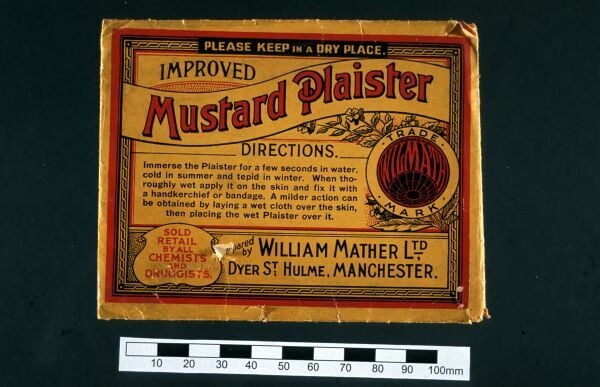 PLEASE KEEP IN A DRY PLACE.
IMPROVED
Mustard Plaister
DIRECTIONS.
Immerse the Plaister for a few seconds in water,
cold in summer and tepid in winter. When tho-
roughly wet apply it on the skin and fix it with
a handkerchief or bandage. A milder action can
be obtained by laying a wet cloth over the skin,
then placing the wet Plaister over it.
TRADE
WILMATH
MARK
SOLD
RETAIL
BY ALL
CHEMISTS
AND
DRUGGISTS.
by
WILLIAM MATHER LTD
DYER ST HULME, MANCHESTER.
10 20 30 40 50 60 70 80 90 100mm